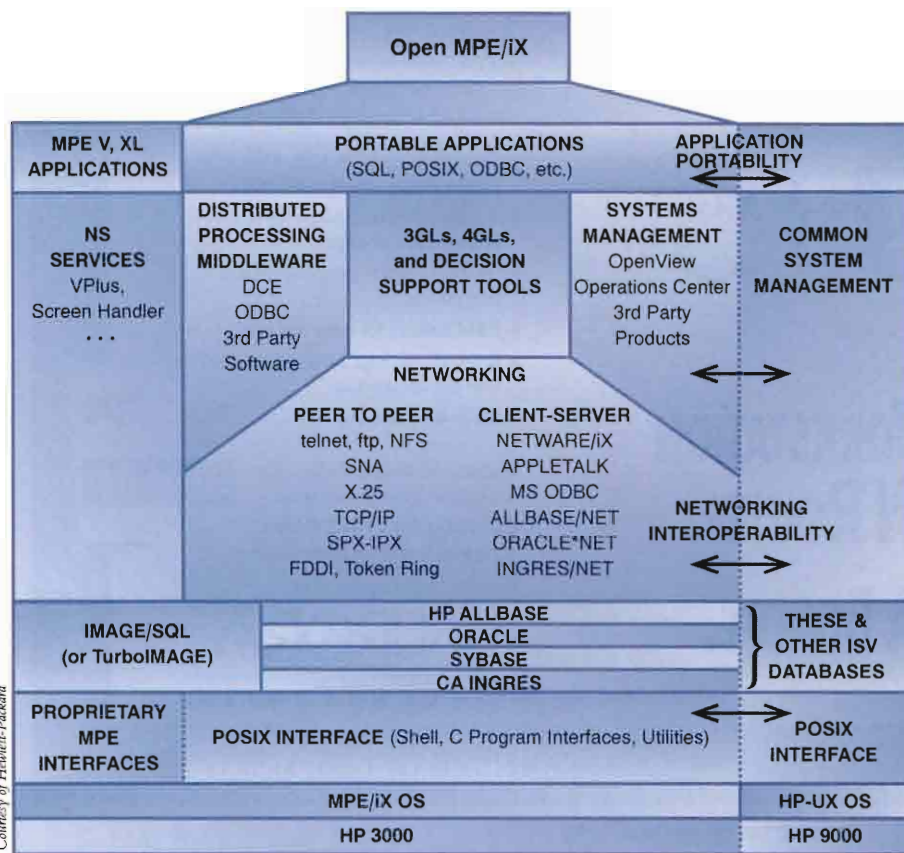 Open MPE/iX
MPE V, XL
APPLICATIONS
PORTABLE APPLICATIONS
(SQL, POSIX, ODBC, etc.)
APPLICATION
PORTABILITY
NS
SERVICES
VPlus,
Screen Handler
...
DISTRIBUTED
PROCESSING
MIDDLEWARE
DCE
ODBC
3rd Party
Software
3GLs, 4GLs,
and DECISION
SUPPORT TOOLS
SYSTEMS
MANAGEMENT
OpenView
Operations Center
3rd Party
Products
COMMON
SYSTEM
MANAGEMENT
NETWORKING
PEER TO PEER
telnet, ftp, NFS
SNA
X.25
TCP/IP
SPX-IPX
FDDI, Token Ring
CLIENT-SERVER
NETWARE/iX
APPLETALK
MS ODBC
ALLBASE/NET
ORACLE*NET
INGRES/NET
NETWORKING
INTEROPERABILITY
IMAGE/SQL
(or TurboIMAGE)
HP ALLBASE
ORACLE
SYBASE
CA INGRES
THESE &
OTHER ISV
DATABASES
PROPRIETARY
MPE
INTERFACES
POSIX INTERFACE (Shell, C Program Interfaces, Utilities)
POSIX
INTERFACE
MPE/iX OS
HP-UX OS
HP 3000
HP 9000
Courtesy of Hewlett-Packard